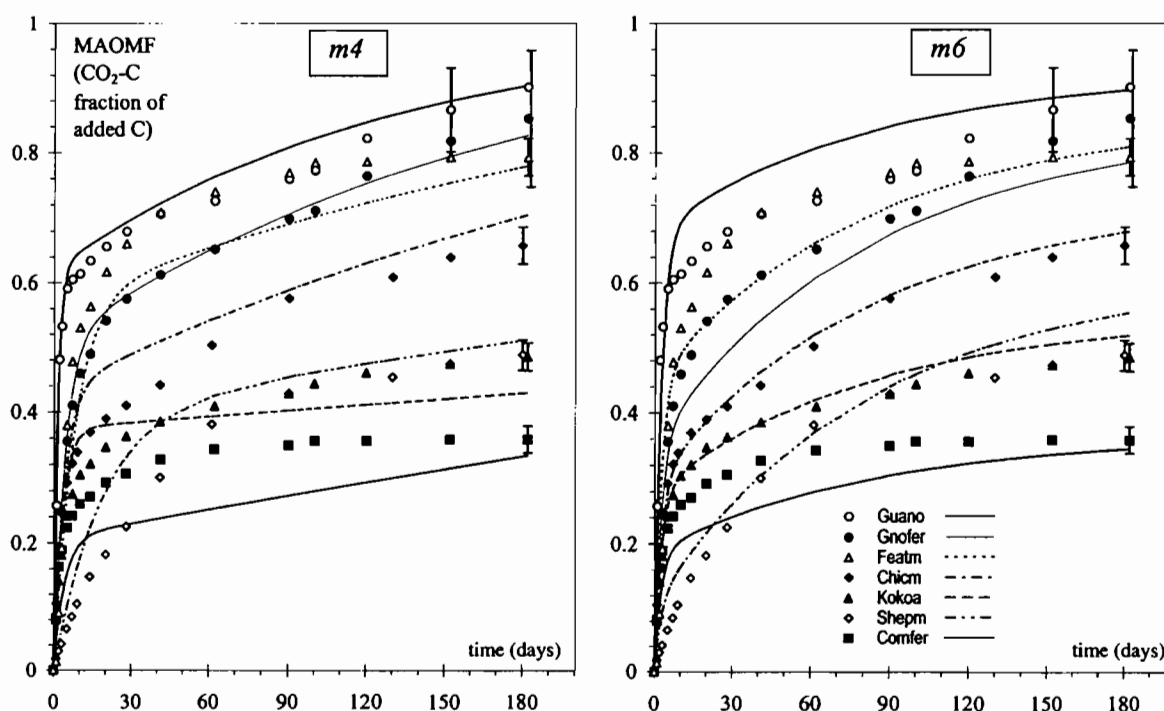 1
0.8
0.6
0.4
0.2
0
MAOMF
(CO₂-C
fraction of
added C)
m4
time (days)
0 30 60 90 120 150 180
1
0.8
0.6
0.4
0.2
0
m6
Guano
Gnofer
Featm
Chicm
Kokoa
Shepm
Comfer
time (days)
0 30 60 90 120 150 180